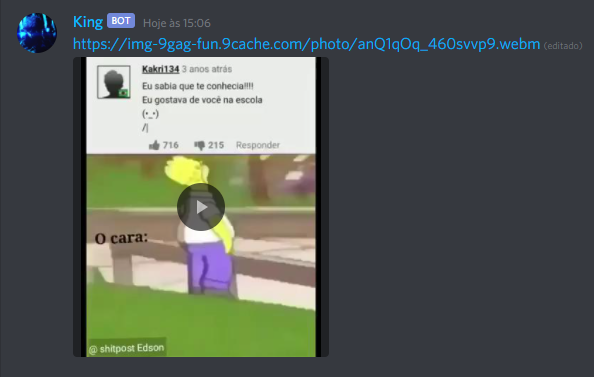 King BOT Hoje às 15:06
https://img-9gag-fun.9cache.com/photo/anQ1qOq_460svvp9.webm (editado)
Kakri134 3 anos atrás
Eu sabia que te conhecia!!!!
Eu gostava de você na escola
(•_•)
/|
716 215 Responder
O cara:
@ shitpost Edson